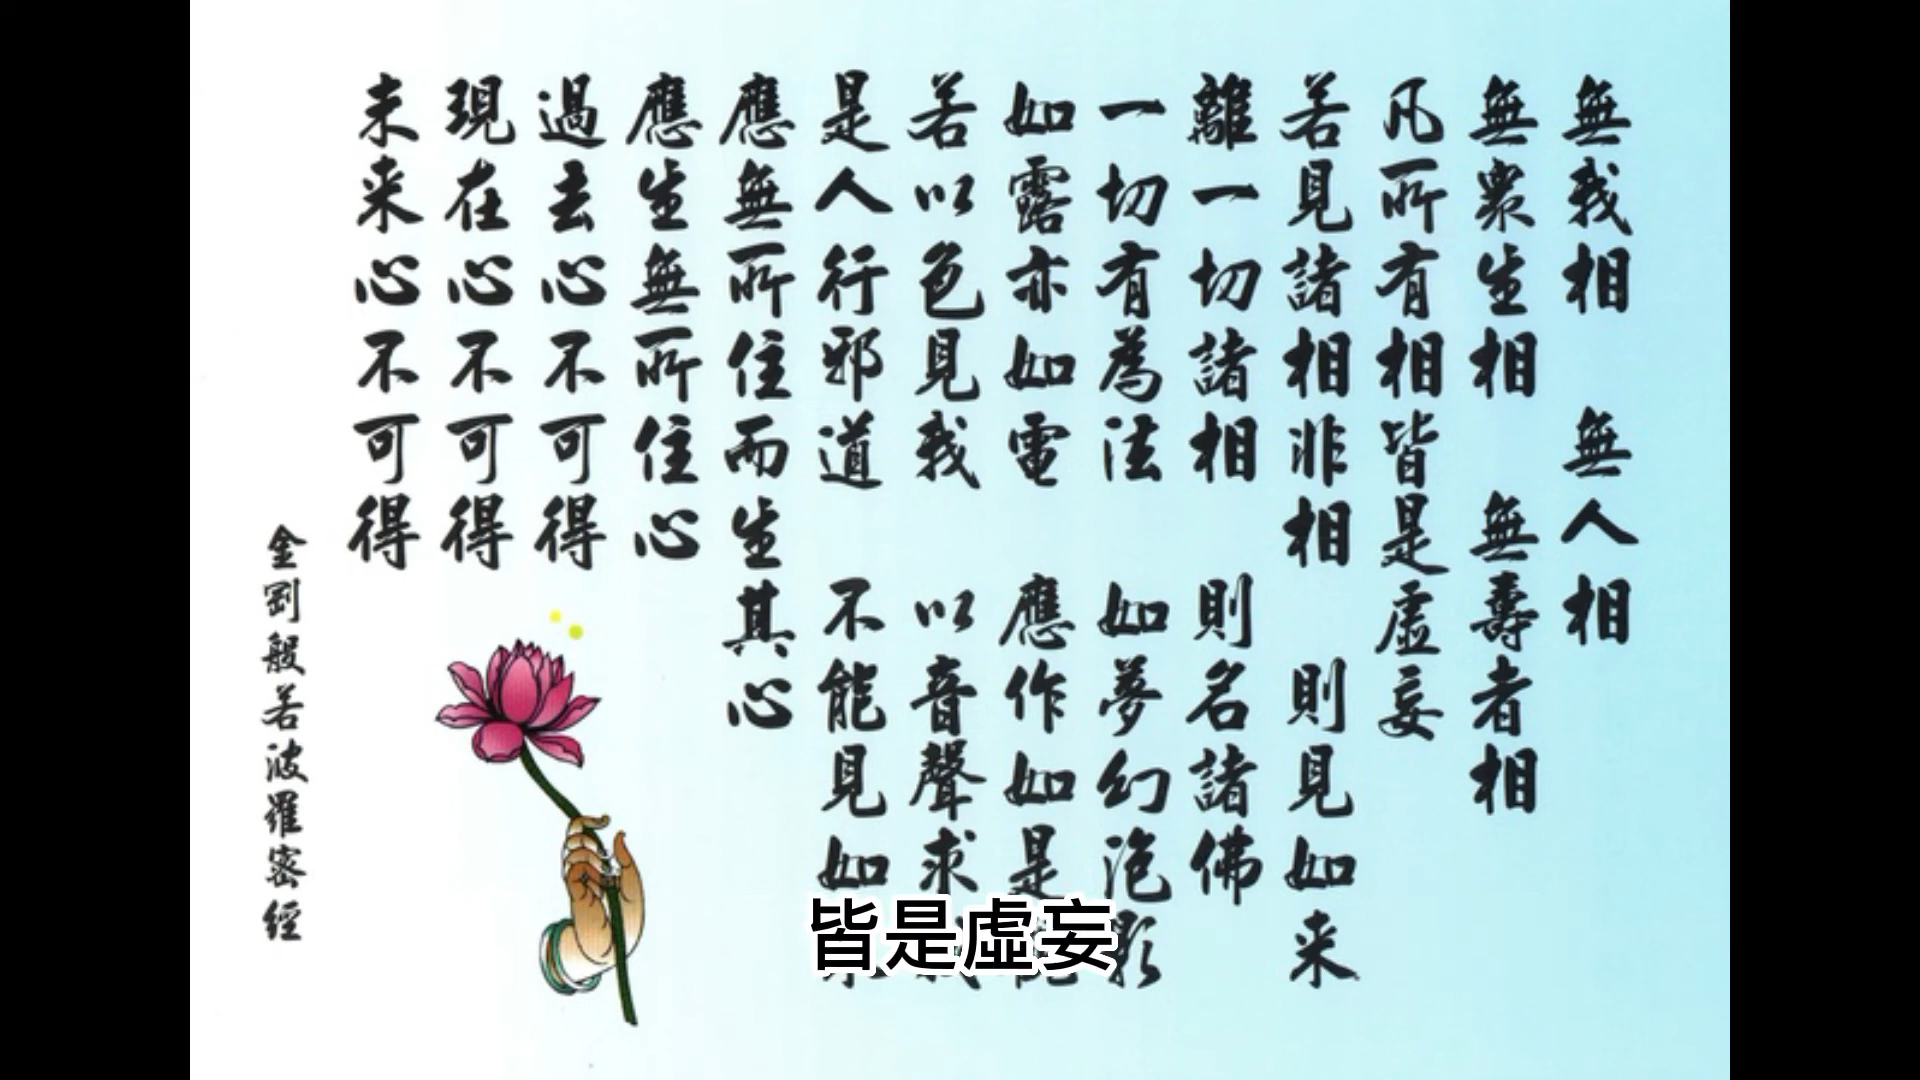 無我相 無人相
無衆生相 無壽者相
凡所有相皆是虛妄
若見諸相非相 則見如来
離一切諸相 則名諸佛
一切有為法 如夢幻泡影
如露亦如電 應作如是
若以色見我 以音聲求我
是人行邪道 不能見如来
應無所住而生其心
應生無所住心
過去心不可得
現在心不可得
未来心不可得
金剛般若波羅密經
皆是虛妄